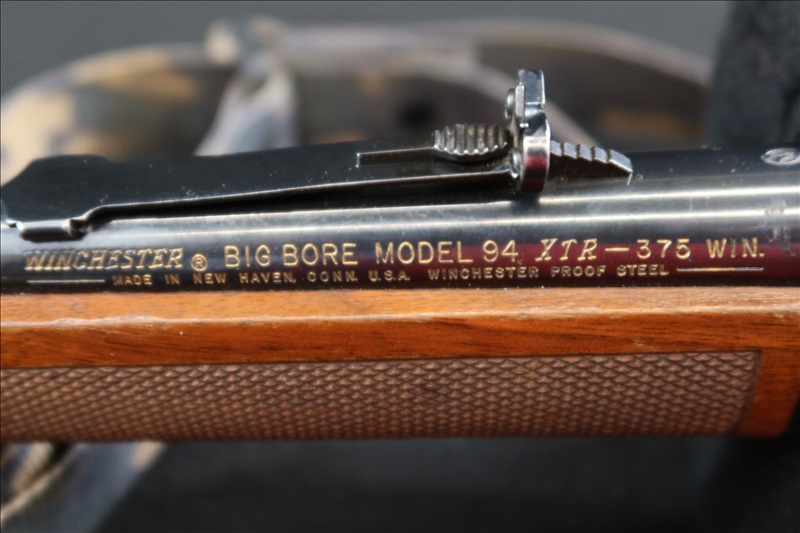 WINCHESTER® BIG BORE MODEL 94 XTR — 375 WIN.
MADE IN NEW HAVEN, CONN. U.S.A. WINCHESTER PROOF STEEL